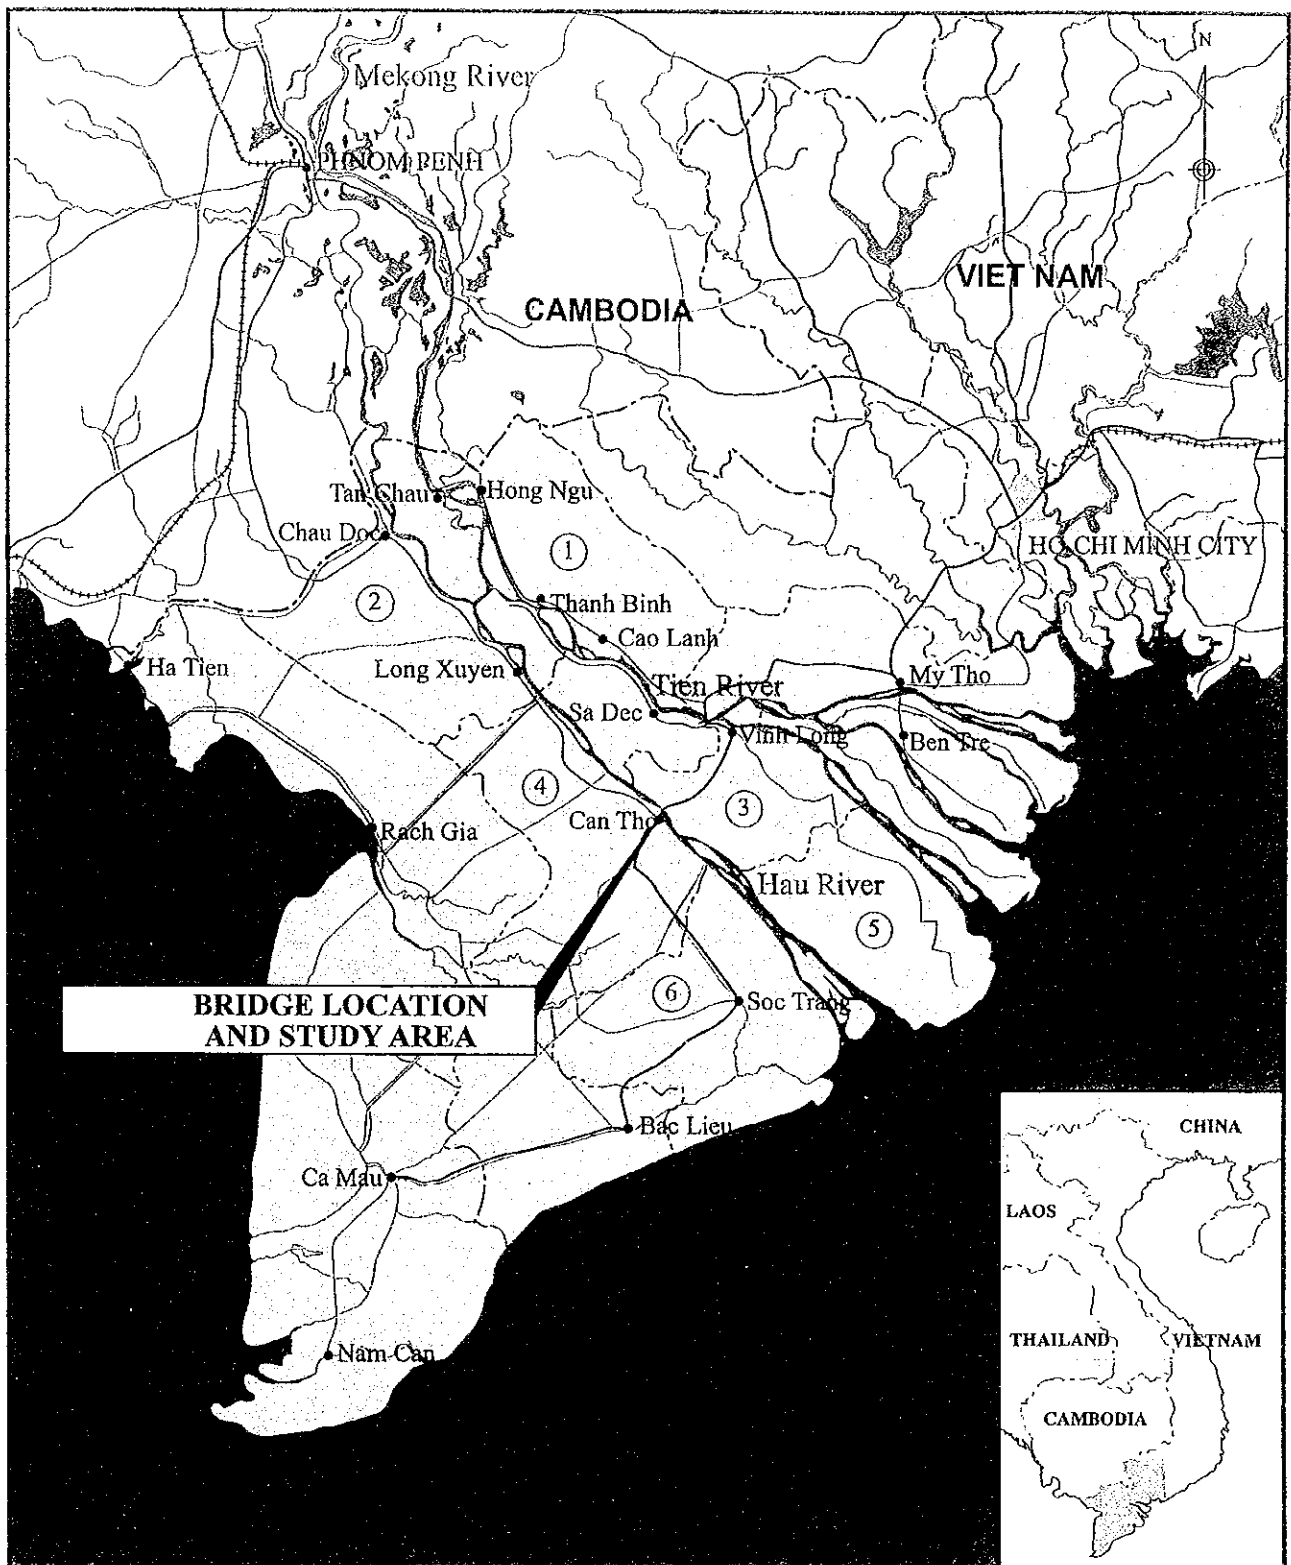 N
Mekong River
PHNOM PENH
VIET NAM
CAMBODIA
Tan Chau
Hong Ngu
Chau Doc
HO CHI MINH CITY
1
2
Thanh Binh
Cao Lanh
Ha Tien
Long Xuyen
My Tho
Tien River
Sa Dec
Vinh Long
Ben Tre
4
3
Can Tho
Rach Gia
Hau River
5
6
BRIDGE LOCATION
AND STUDY AREA
Soc Trang
Bac Lieu
Ca Mau
Nam Can
CHINA
LAOS
THAILAND
VIETNAM
CAMBODIA